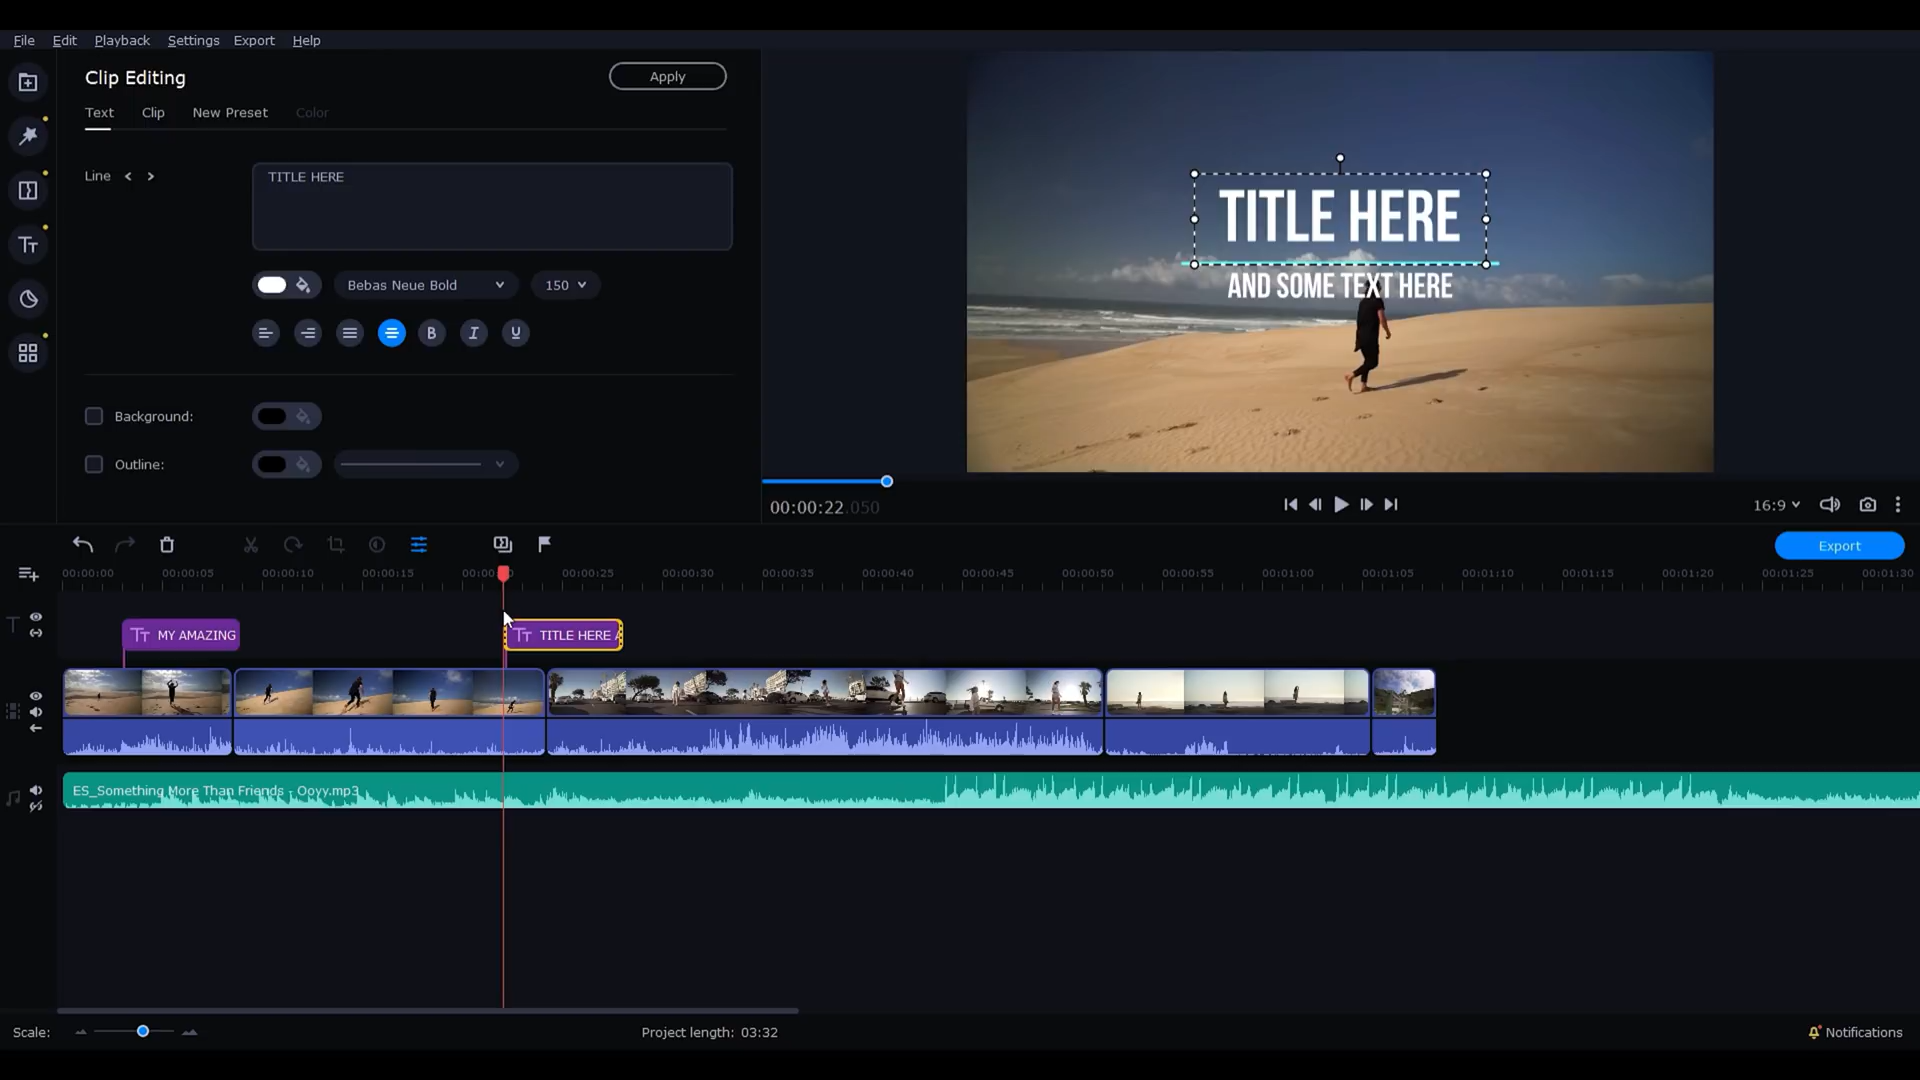 File Edit Playback Settings Export Help
Clip Editing
Apply
Text Clip New Preset Color
Line
TITLE HERE
Bebas Neue Bold
150
B I U
Background:
Outline:
TITLE HERE
AND SOME TEXT HERE
00:00:22.050
16:9
Export
00:00:00 00:00:05 00:00:10 00:00:15 00:00:25 00:00:30 00:00:35 00:00:40 00:00:45 00:00:50 00:00:55 00:01:00 00:01:05 00:01:10 00:01:15 00:01:20 00:01:25 00:01:30
MY AMAZING
TITLE HERE
ES_Something More Than Friends - Ooyy.mp3
Scale:
Project length: 03:32
Notifications